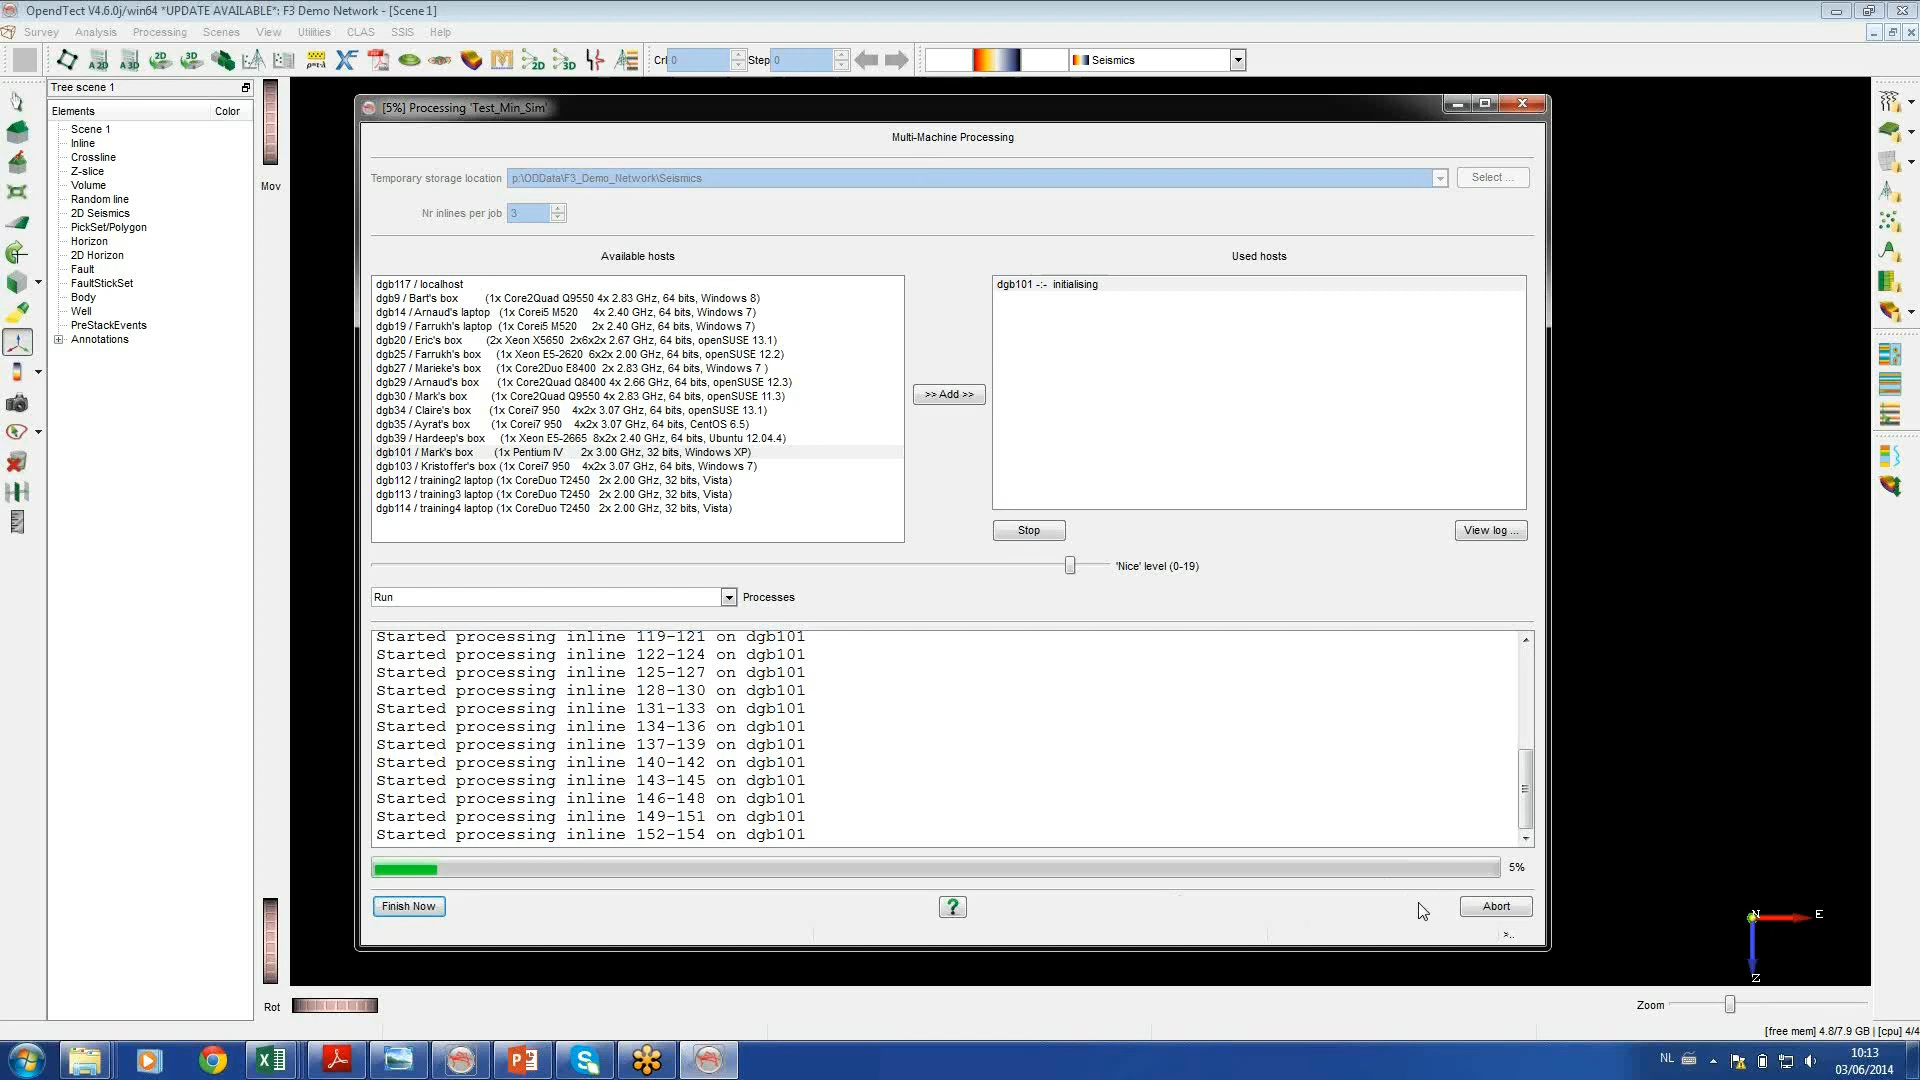 OpendTect V4.6.0j/win64 *UPDATE AVAILABLE*: F3 Demo Network - [Scene 1]
Survey Analysis Processing Scenes View Utilities CLAS SSIS Help
Crl 0 Step 0 Seismics
Tree scene 1
Elements Color
Scene 1
Inline
Crossline
Z-slice
Volume
Random line
2D Seismics
PickSet/Polygon
Horizon
2D Horizon
Fault
FaultStickSet
Body
Well
PreStackEvents
Annotations
Mov
[5%] Processing 'Test_Min_Sim'
Multi-Machine Processing
Temporary storage location p:\ODData\F3_Demo_Network\Seismics Select ...
Nr inlines per job 3
Available hosts Used hosts
dgb117 / localhost
dgb9 / Bart's box (1x Core2Quad Q9550 4x 2.83 GHz, 64 bits, Windows 8)
dgb14 / Arnaud's laptop (1x Corei5 M520 4x 2.40 GHz, 64 bits, Windows 7)
dgb19 / Farrukh's laptop (1x Corei5 M520 2x 2.40 GHz, 64 bits, Windows 7)
dgb20 / Eric's box (2x Xeon X5650 2x6x2x 2.67 GHz, 64 bits, openSUSE 13.1)
dgb25 / Farrukh's box (1x Xeon E5-2620 6x2x 2.00 GHz, 64 bits, openSUSE 12.2)
dgb27 / Marieke's box (1x Core2Duo E8400 2x 2.83 GHz, 64 bits, Windows 7 )
dgb29 / Arnaud's box (1x Core2Quad Q8400 4x 2.66 GHz, 64 bits, openSUSE 12.3)
dgb30 / Mark's box (1x Core2Quad Q9550 4x 2.83 GHz, 64 bits, openSUSE 11.3)
dgb34 / Claire's box (1x Corei7 950 4x2x 3.07 GHz, 64 bits, openSUSE 13.1)
dgb35 / Ayrat's box (1x Corei7 950 4x2x 3.07 GHz, 64 bits, CentOS 6.5)
dgb39 / Hardeep's box (1x Xeon E5-2665 8x2x 2.40 GHz, 64 bits, Ubuntu 12.04.4)
dgb101 / Mark's box (1x Pentium IV 2x 3.00 GHz, 32 bits, Windows XP)
dgb103 / Kristoffer's box (1x Corei7 950 4x2x 3.07 GHz, 64 bits, Windows 7)
dgb112 / training2 laptop (1x CoreDuo T2450 2x 2.00 GHz, 32 bits, Vista)
dgb113 / training3 laptop (1x CoreDuo T2450 2x 2.00 GHz, 32 bits, Vista)
dgb114 / training4 laptop (1x CoreDuo T2450 2x 2.00 GHz, 32 bits, Vista)
>> Add >>
dgb101 -:- initialising
Stop View log ...
'Nice' level (0-19)
Run Processes
Started processing inline 119-121 on dgb101
Started processing inline 122-124 on dgb101
Started processing inline 125-127 on dgb101
Started processing inline 128-130 on dgb101
Started processing inline 131-133 on dgb101
Started processing inline 134-136 on dgb101
Started processing inline 137-139 on dgb101
Started processing inline 140-142 on dgb101
Started processing inline 143-145 on dgb101
Started processing inline 146-148 on dgb101
Started processing inline 149-151 on dgb101
Started processing inline 152-154 on dgb101
5%
Finish Now ? Abort
>..
N E
Z
Rot Zoom
[free mem] 4.8/7.9 GB | [cpu] 4/4
NL 10:13
03/06/2014